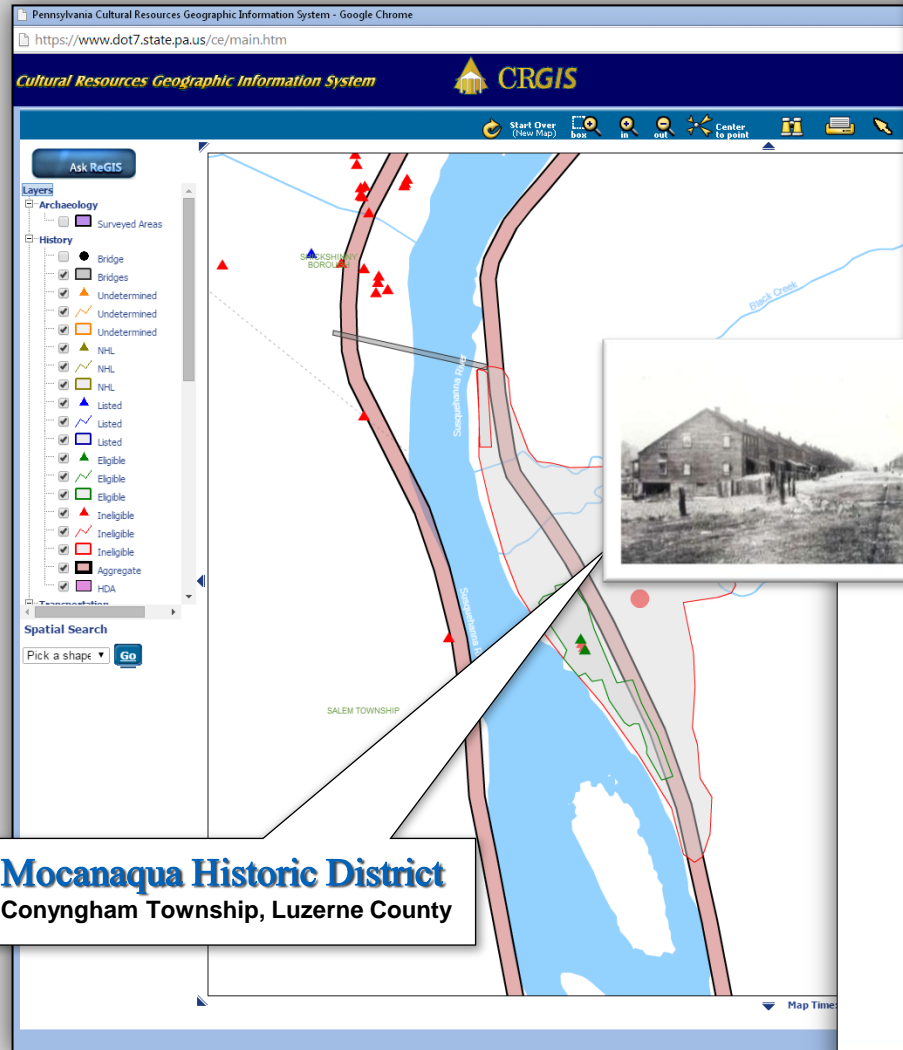 Pennsylvania Cultural Resources Geographic Information System - Google Chrome
https://www.dot7.state.pa.us/ce/main.htm
Cultural Resources Geographic Information System
CRGIS
Start Over
(New Map)
box
in
out
Center
to point
Ask ReGIS
Layers
Archaeology
Surveyed Areas
History
Bridge
Bridges
Undetermined
Undetermined
Undetermined
NHL
NHL
NHL
Listed
Listed
Listed
Eligible
Eligible
Eligible
Ineligible
Ineligible
Ineligible
Aggregate
HDA
Transportation
Spatial Search
Pick a shape
Go
SHICKSHINNY
BOROUGH
Black Creek
Susquehanna River
Susquehanna R
SALEM TOWNSHIP
Mocanaqua Historic District
Conyngham Township, Luzerne County
Map Time: